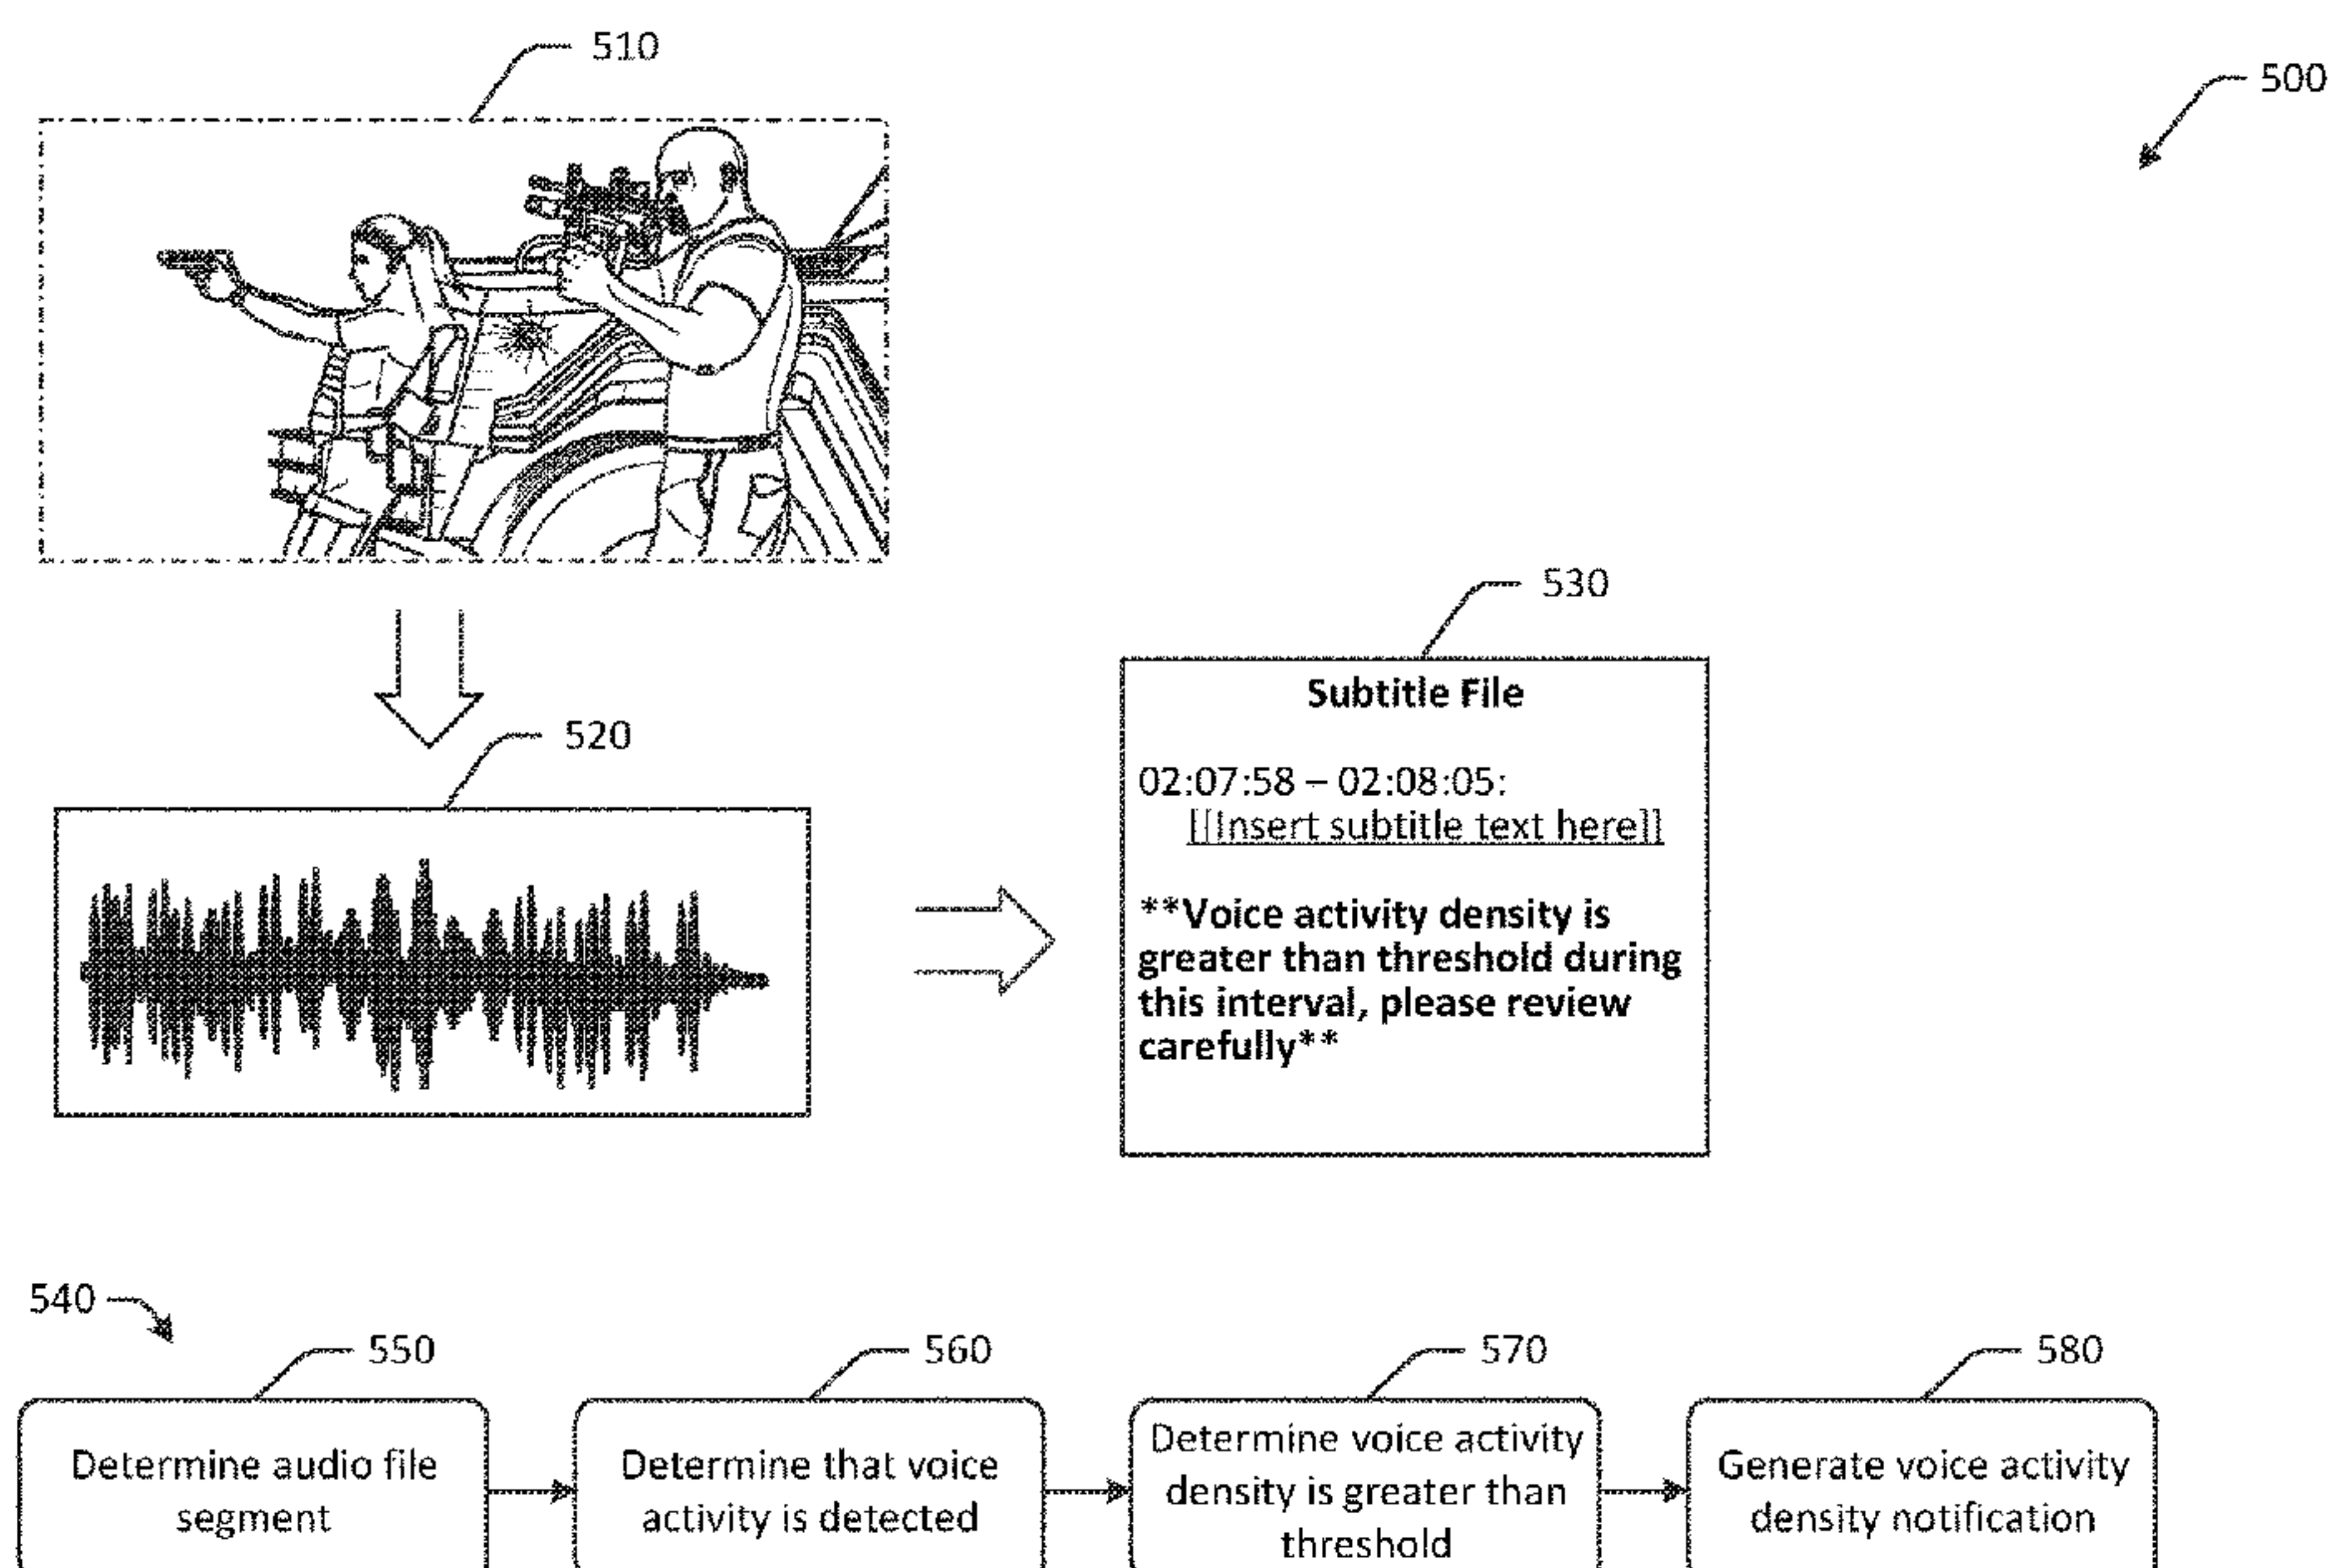 510
500
530
Subtitle File
02:07:58 – 02:08:05:
[[Insert subtitle text here]]
**Voice activity density is
greater than threshold during
this interval, please review
carefully**
520
540
550
560
570
580
Determine audio file
segment
Determine that voice
activity is detected
Determine voice activity
density is greater than
threshold
Generate voice activity
density notification